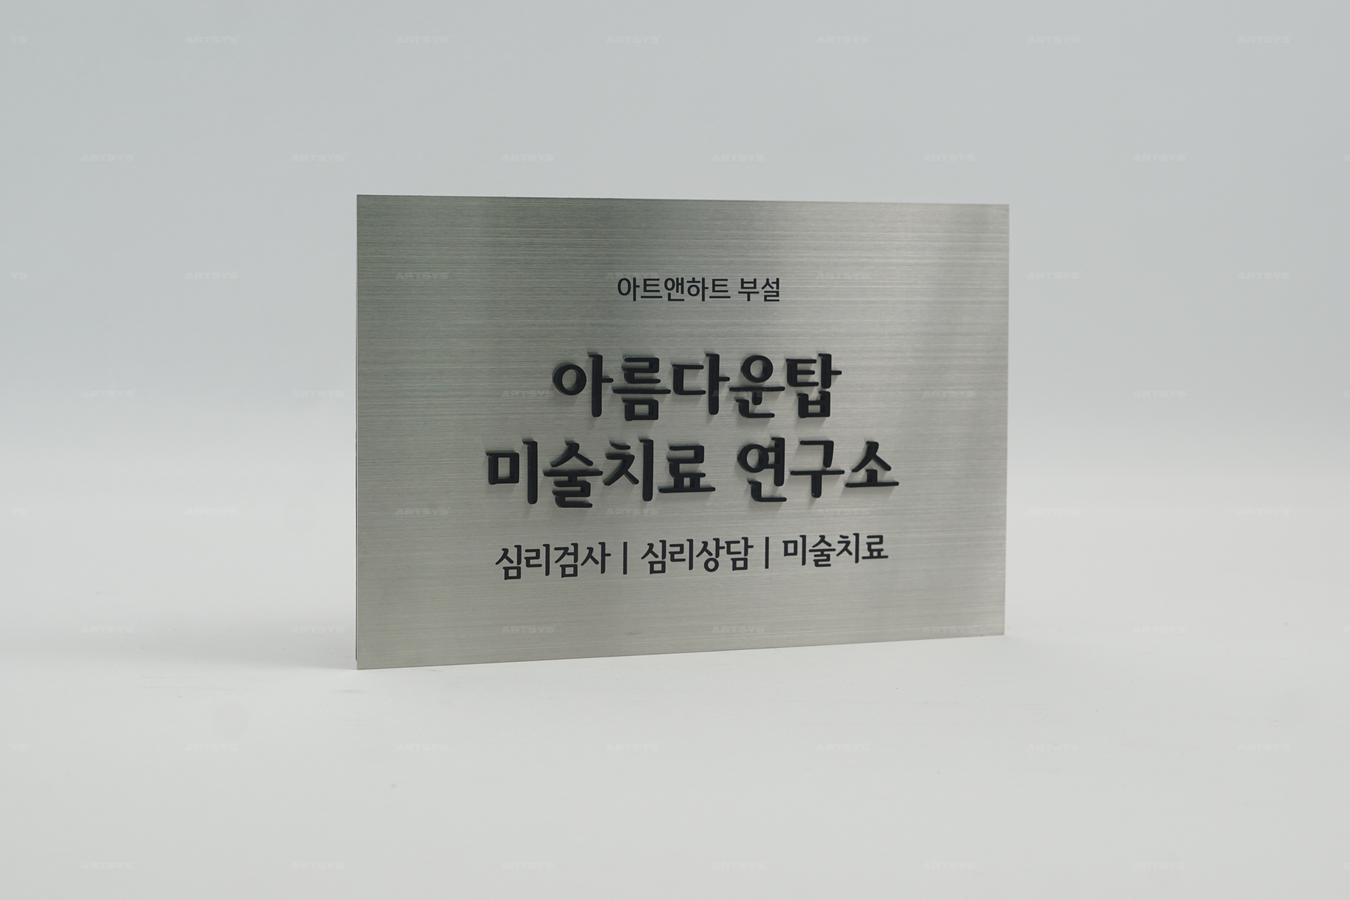 아트앤하트 부설
아름다운탑
미술치료 연구소
심리검사 | 심리상담 | 미술치료
ARTSYS